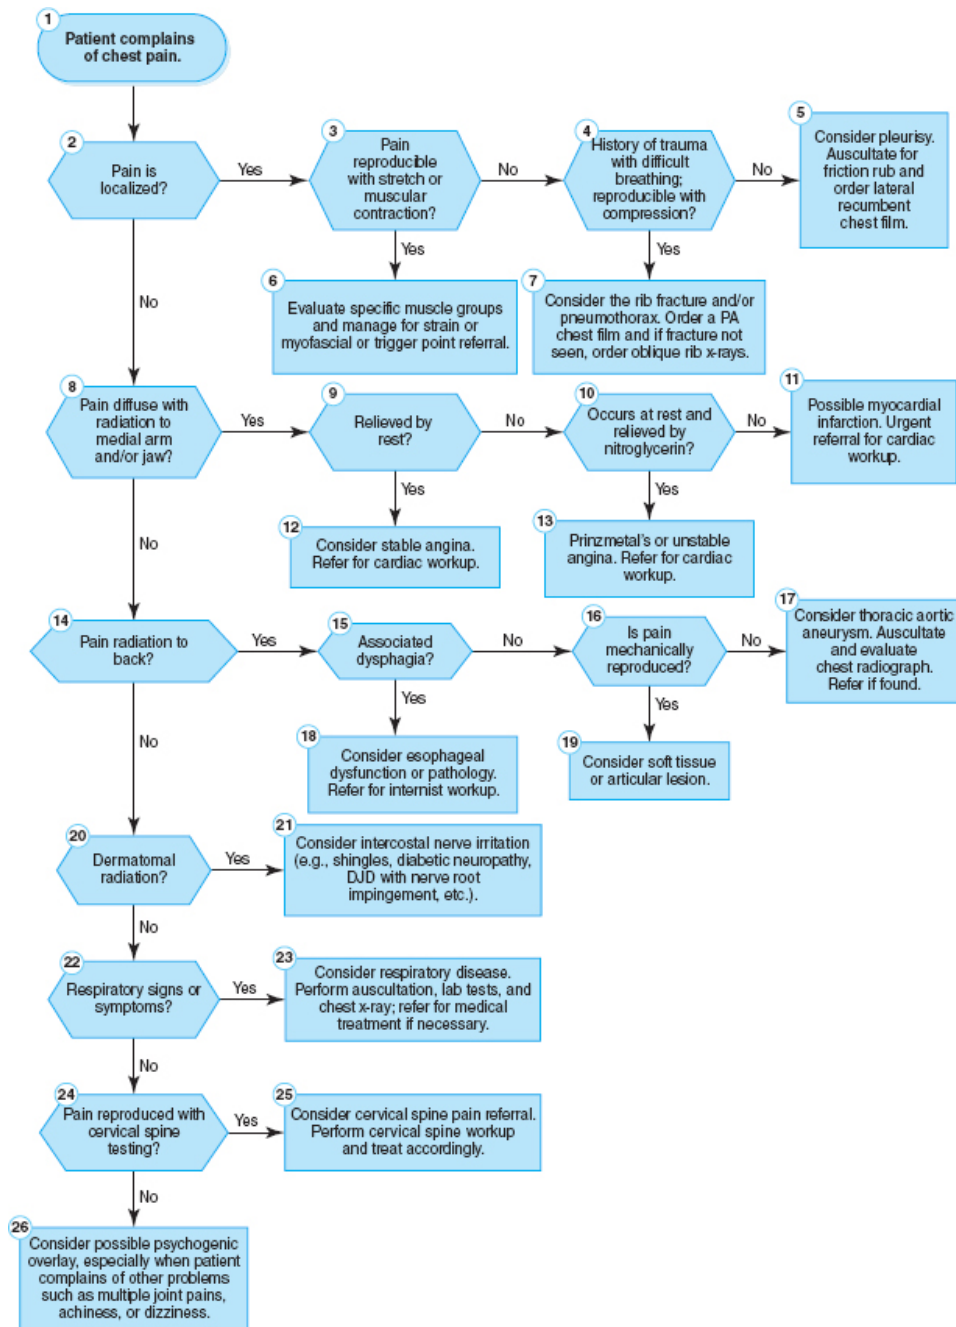 1
Patient complains
of chest pain.
2
Pain is
localized?
Yes
3
Pain
reproducible
with stretch or
muscular
contraction?
No
4
History of trauma
with difficult
breathing;
reproducible with
compression?
No
5
Consider pleurisy.
Auscultate for
friction rub and
order lateral
recumbent
chest film.
Yes
Yes
6
Evaluate specific muscle groups
and manage for strain or
myofascial or trigger point referral.
7
Consider the rib fracture and/or
pneumothorax. Order a PA
chest film and if fracture not
seen, order oblique rib x-rays.
No
8
Pain diffuse with
radiation to
medial arm
and/or jaw?
Yes
9
Relieved by
rest?
No
10
Occurs at rest and
relieved by
nitroglycerin?
No
11
Possible myocardial
infarction. Urgent
referral for cardiac
workup.
Yes
Yes
12
Consider stable angina.
Refer for cardiac workup.
13
Prinzmetal's or unstable
angina. Refer for cardiac
workup.
No
14
Pain radiation to
back?
Yes
15
Associated
dysphagia?
No
16
Is pain
mechanically
reproduced?
No
17
Consider thoracic aortic
aneurysm. Auscultate
and evaluate
chest radiograph.
Refer if found.
Yes
Yes
18
Consider esophageal
dysfunction or pathology.
Refer for internist workup.
19
Consider soft tissue
or articular lesion.
No
20
Dermatomal
radiation?
Yes
21
Consider intercostal nerve irritation
(e.g., shingles, diabetic neuropathy,
DJD with nerve root
impingement, etc.).
No
22
Respiratory signs or
symptoms?
Yes
23
Consider respiratory disease.
Perform auscultation, lab tests, and
chest x-ray; refer for medical
treatment if necessary.
No
24
Pain reproduced with
cervical spine
testing?
Yes
25
Consider cervical spine pain referral.
Perform cervical spine workup
and treat accordingly.
No
26
Consider possible psychogenic
overlay, especially when patient
complains of other problems
such as multiple joint pains,
achiness, or dizziness.